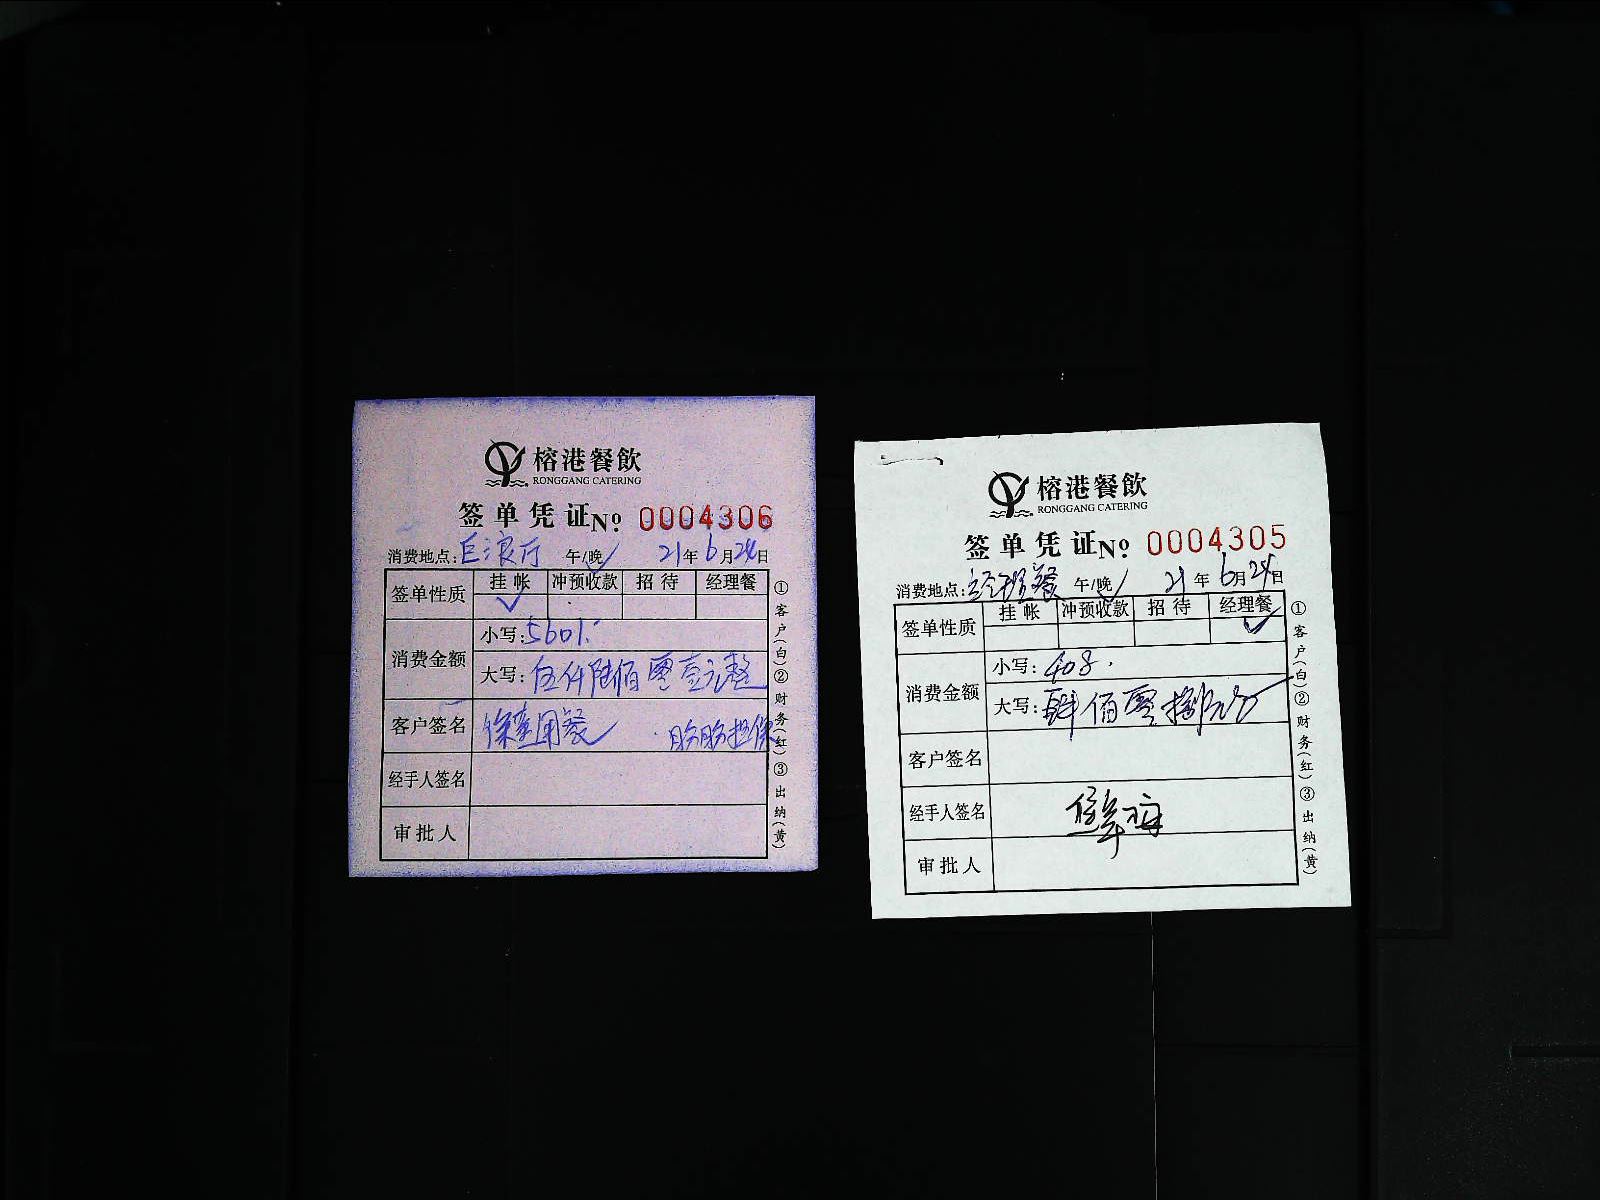 榕港餐飲
RONGGANG CATERING
签单凭证 No 0004306
消费地点：巨浪厅 午/晚✓ 21年6月24日
签单性质 挂帐 冲预收款 招待 经理餐
✓
消费金额
小写：5601.-
大写：伍仟陆佰零壹元整
客户签名 用餐 担保
经手人签名
审批人
①客户(白)②财务(红)③出纳(黄)
榕港餐飲
RONGGANG CATERING
签单凭证 No 0004305
消费地点：经理餐 午/晚✓ 21年6月24日
签单性质 挂帐 冲预收款 招待 经理餐
✓
消费金额
小写：408.
大写：肆佰零捌元
客户签名
经手人签名
审批人
①客户(白)②财务(红)③出纳(黄)